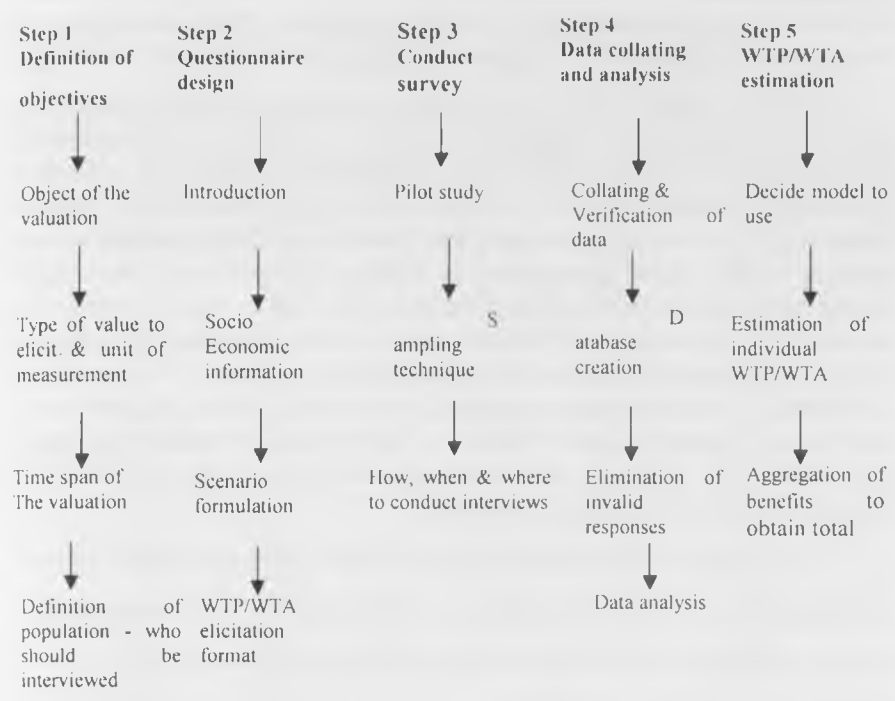 Step 1
Definition of
objectives
Object of the
valuation
Type of value to
elicit & unit of
measurement
Time span of
The valuation
Definition of
population - who
should be
interviewed
Step 2
Questionnaire
design
Introduction
Socio
Economic
information
Scenario
formulation
WTP/WTA
elicitation
format
Step 3
Conduct
survey
Pilot study
S
ampling
technique
How, when & where
to conduct interviews
Step 4
Data collating
and analysis
Collating &
Verification of
data
D
atabase
creation
Elimination of
invalid
responses
Data analysis
Step 5
WTP/WTA
estimation
Decide model to
use
Estimation of
individual
WTP/WTA
Aggregation of
benefits to
obtain total